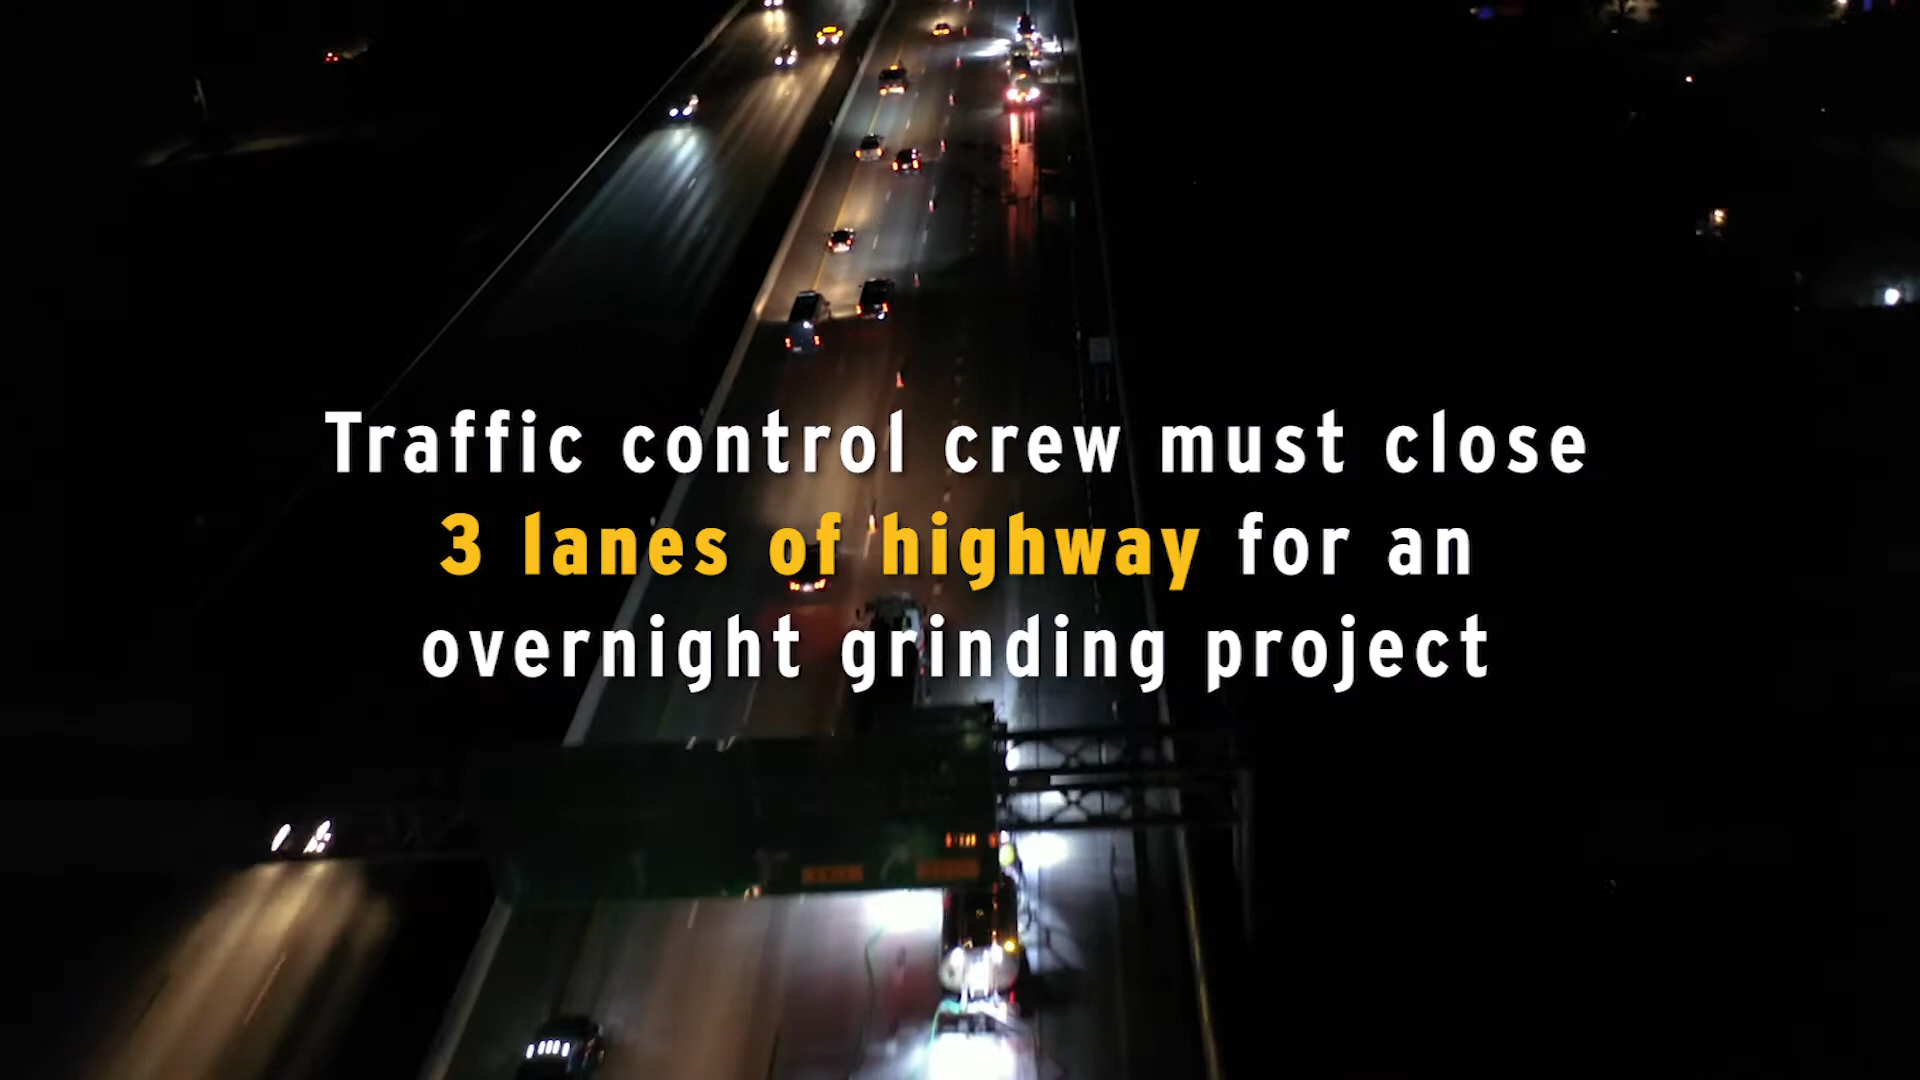 Traffic control crew must close
3 lanes of highway for an
overnight grinding project